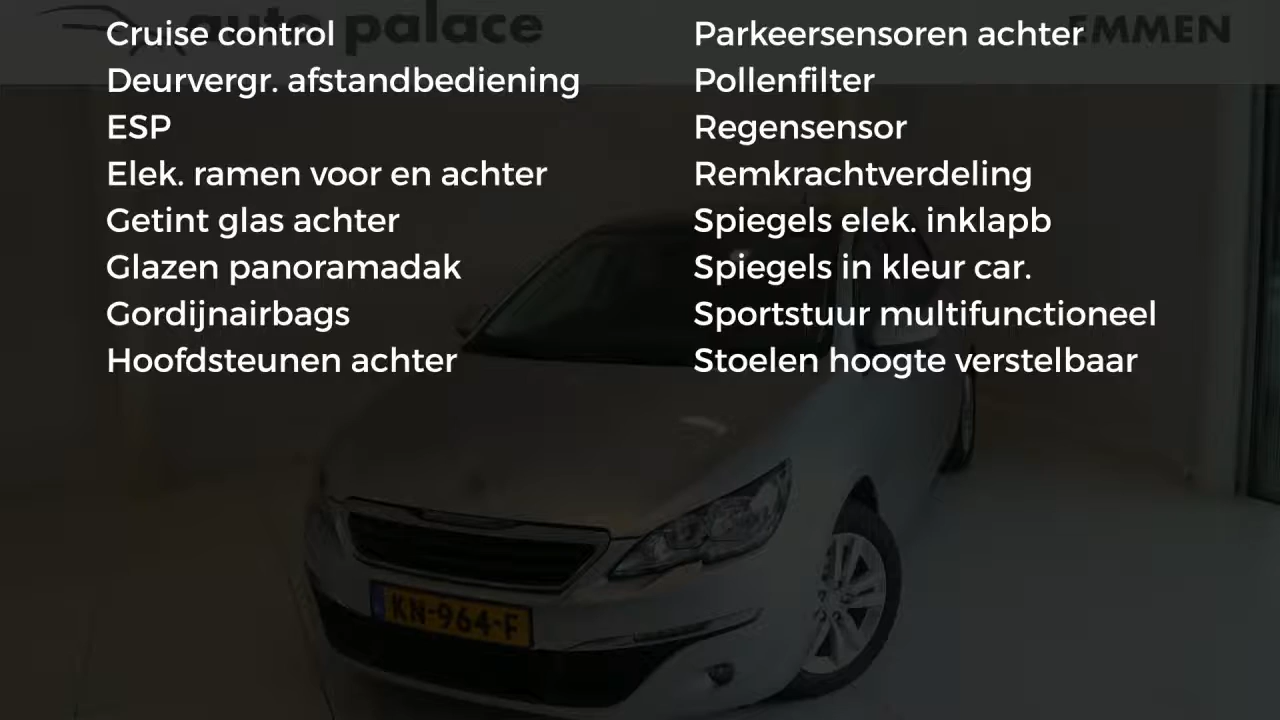 auto palace
EMMEN
Cruise control
Deurvergr. afstandbediening
ESP
Elek. ramen voor en achter
Getint glas achter
Glazen panoramadak
Gordijnairbags
Hoofdsteunen achter
Parkeersensoren achter
Pollenfilter
Regensensor
Remkrachtverdeling
Spiegels elek. inklapb
Spiegels in kleur car.
Sportstuur multifunctioneel
Stoelen hoogte verstelbaar
KN-964-F